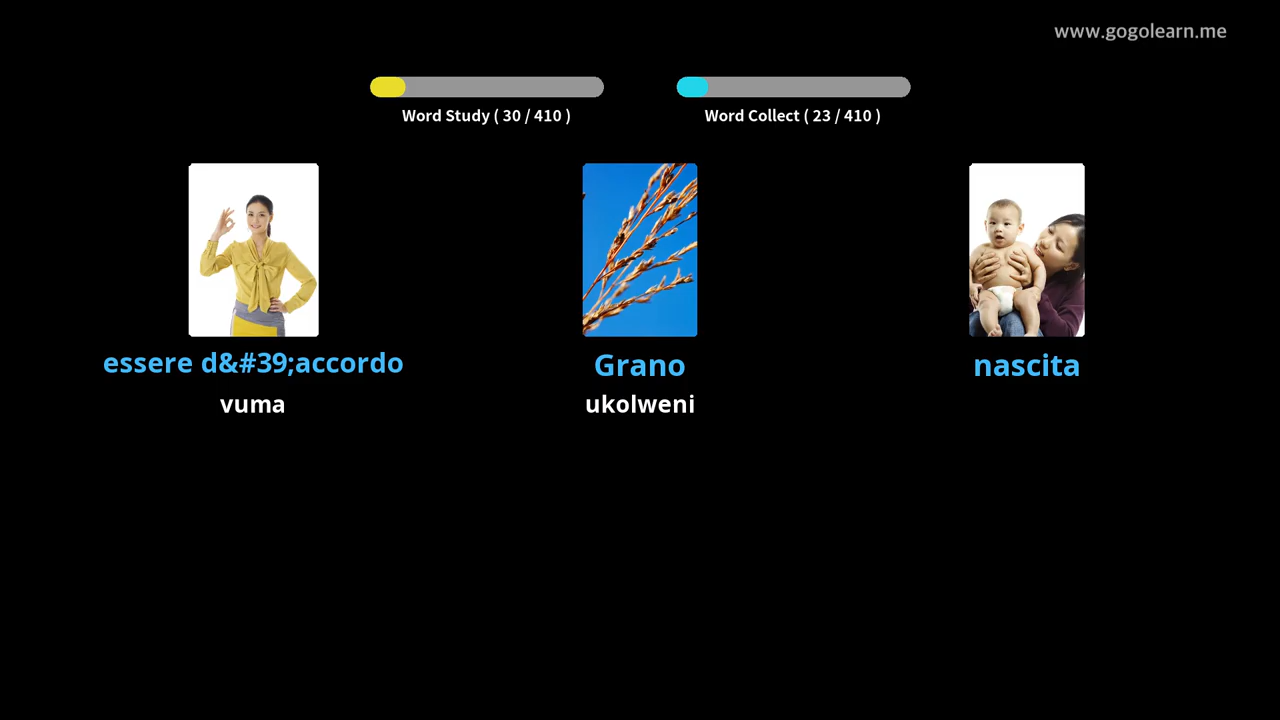 www.gogolearn.me
Word Study ( 30 / 410 )
Word Collect ( 23 / 410 )
essere d&#39;accordo
vuma
Grano
ukolweni
nascita